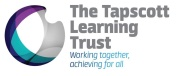 The Tapscott
Learning
Trust
Working together,
achieving for all